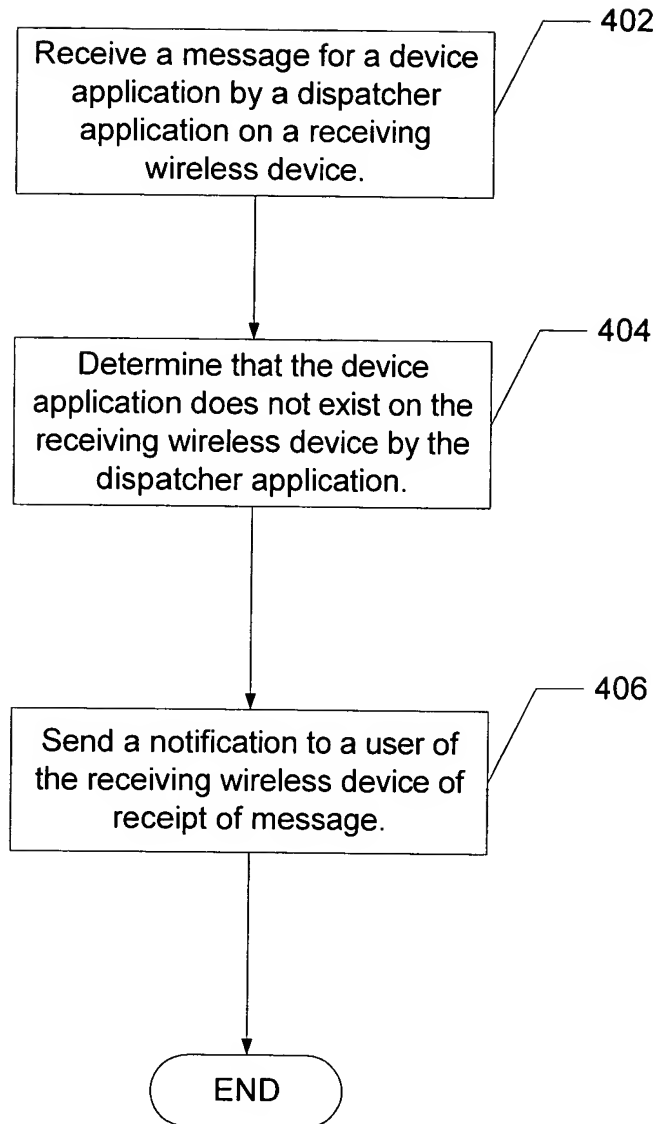 402
Receive a message for a device
application by a dispatcher
application on a receiving
wireless device.
404
Determine that the device
application does not exist on the
receiving wireless device by the
dispatcher application.
406
Send a notification to a user of
the receiving wireless device of
receipt of message.
END